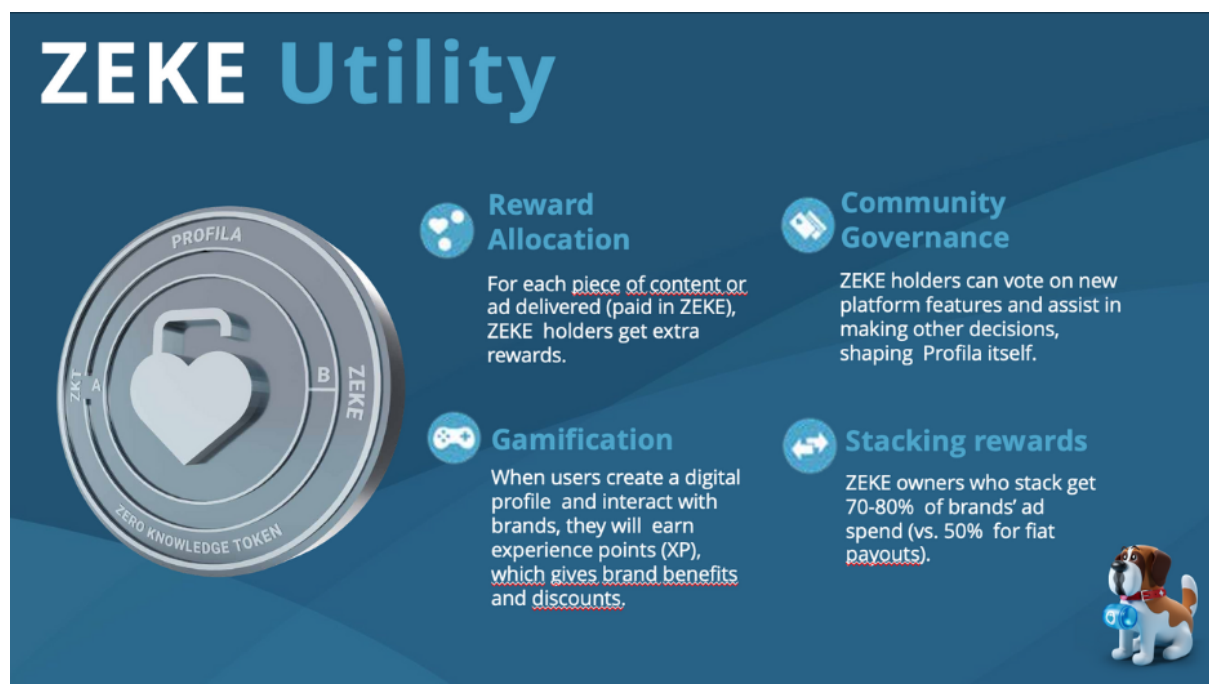 ZEKE Utility
PROFILA
ZKT
A
B
ZEKE
ZERO KNOWLEDGE TOKEN
Reward
Allocation
For each piece of content or
ad delivered (paid in ZEKE),
ZEKE holders get extra
rewards.
Community
Governance
ZEKE holders can vote on new
platform features and assist in
making other decisions,
shaping Profila itself.
Gamification
When users create a digital
profile and interact with
brands, they will earn
experience points (XP),
which gives brand benefits
and discounts.
Stacking rewards
ZEKE owners who stack get
70-80% of brands’ ad
spend (vs. 50% for fiat
payouts).